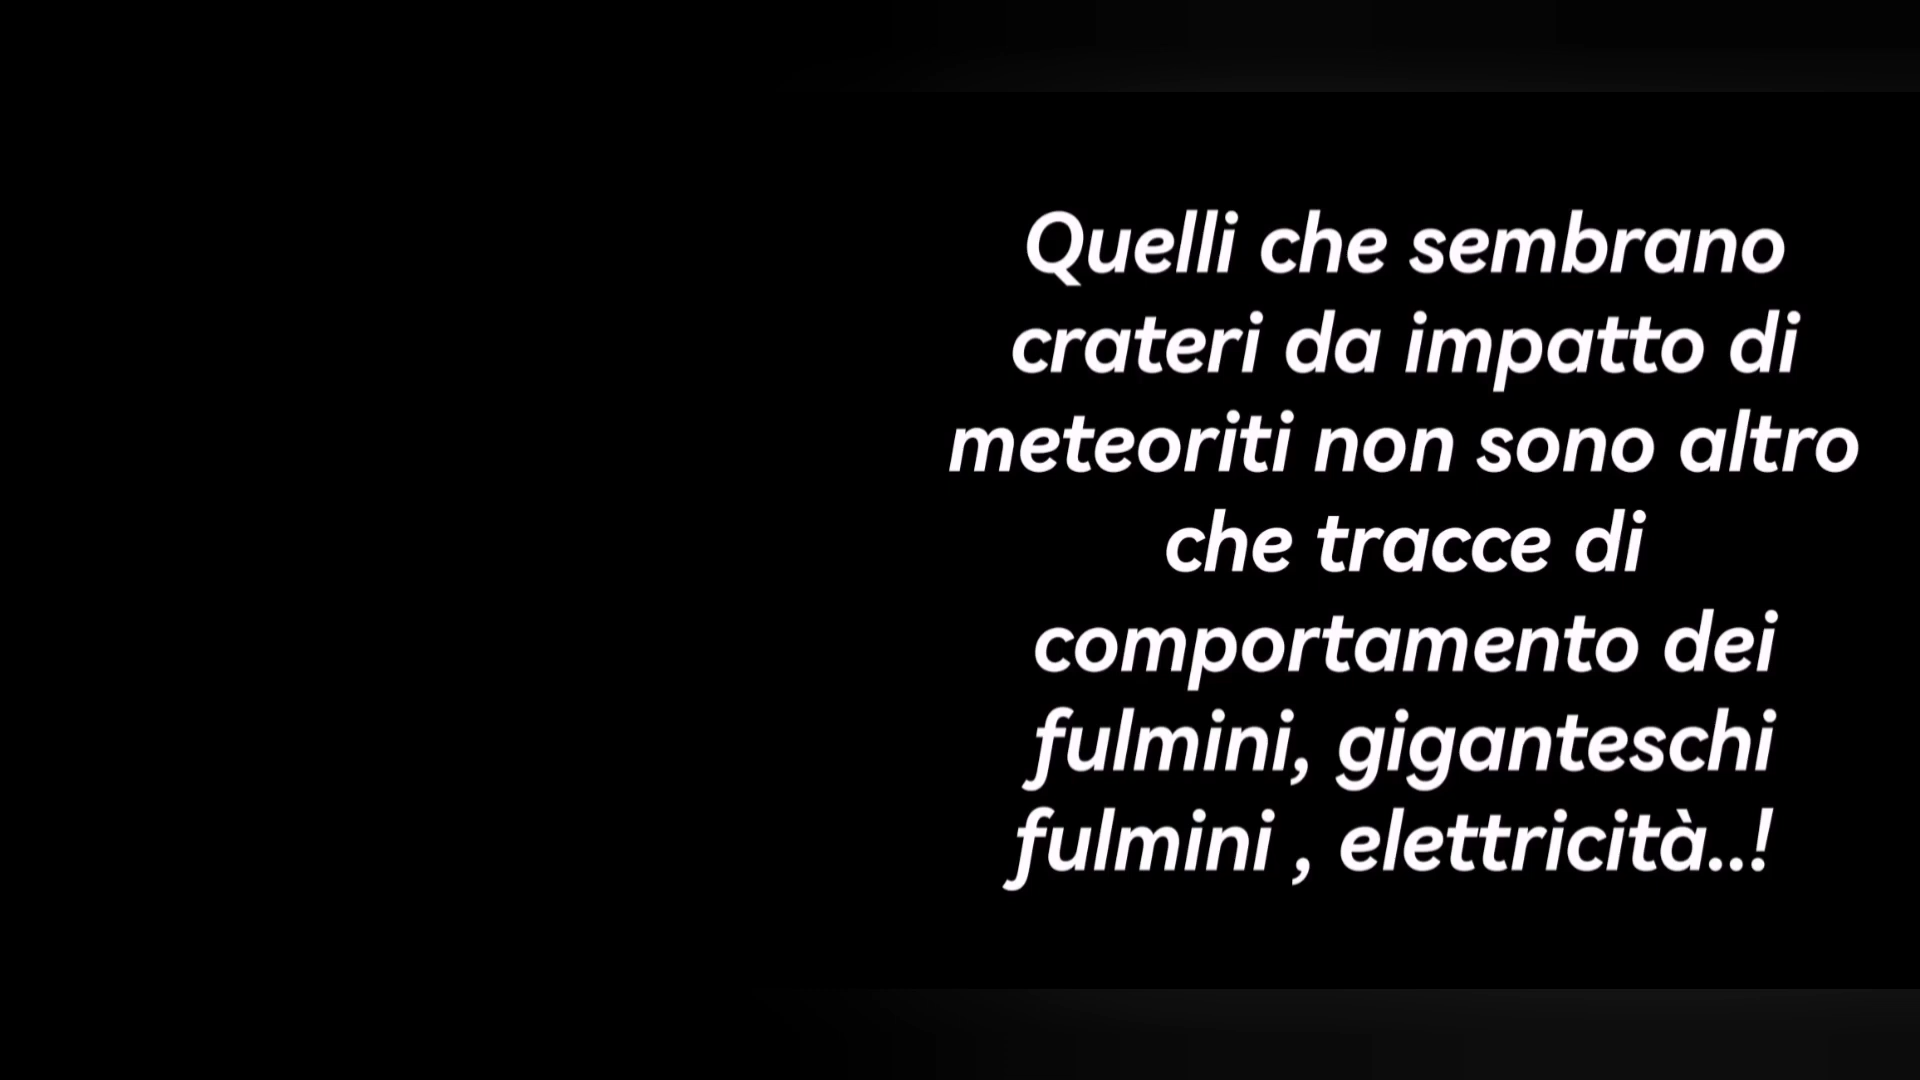 Quelli che sembrano
crateri da impatto di
meteoriti non sono altro
che tracce di
comportamento dei
fulmini, giganteschi
fulmini , elettricità..!